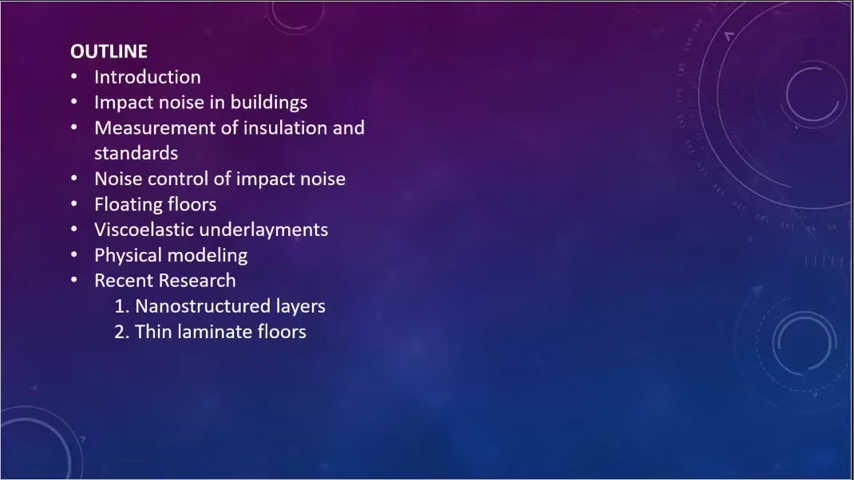 OUTLINE
• Introduction
• Impact noise in buildings
• Measurement of insulation and
standards
• Noise control of impact noise
• Floating floors
• Viscoelastic underlayments
• Physical modeling
• Recent Research
1. Nanostructured layers
2. Thin laminate floors